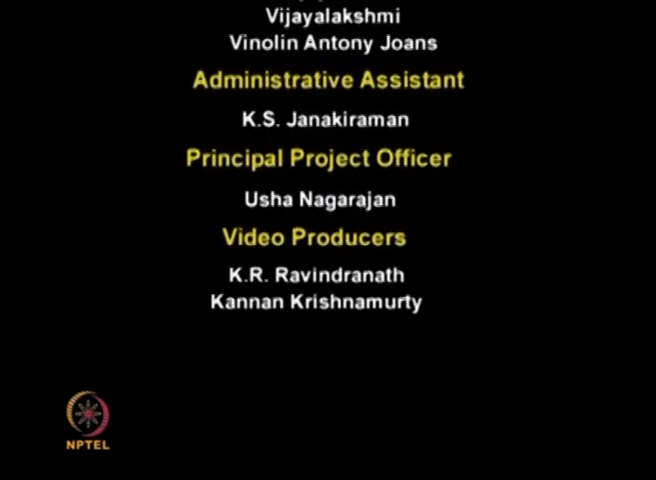 Vijayalakshmi
Vinolin Antony Joans
Administrative Assistant
K.S. Janakiraman
Principal Project Officer
Usha Nagarajan
Video Producers
K.R. Ravindranath
Kannan Krishnamurty
NPTEL